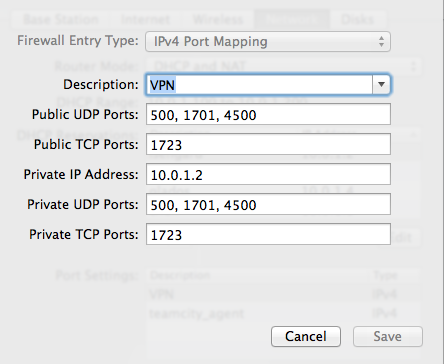 Base Station Internet Wireless Network Disks
Firewall Entry Type: IPv4 Port Mapping
Router Mode: DHCP and NAT
Description: VPN
Public UDP Ports: 500, 1701, 4500
Public TCP Ports: 1723
Private IP Address: 10.0.1.2
Private UDP Ports: 500, 1701, 4500
Private TCP Ports: 1723
Edit
Port Settings: Description Type
VPN IPv4
teamcity_agent IPv4
Cancel Save